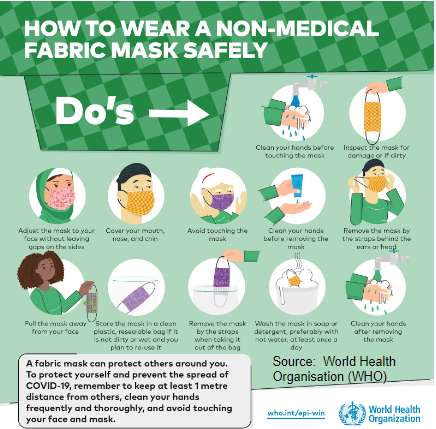 HOW TO WEAR A NON-MEDICAL
FABRIC MASK SAFELY
Do's
Clean your hands before
touching the mask
Inspect the mask for
damage or if dirty
Adjust the mask to your
face without leaving
gaps on the sides
Cover your mouth,
nose, and chin
Avoid touching the
mask
Clean your hands
before removing the
mask
Remove the mask by
the straps behind the
ears or head
Pull the mask away
from your face
Store the mask in a clean
plastic, resealable bag if it
is not dirty or wet and you
plan to re-use it
Remove the mask
by the straps
when taking it
out of the bag
Wash the mask in soap or
detergent, preferably with
hot water, at least once a
day
Clean your hands
after removing
the mask
A fabric mask can protect others around you.
To protect yourself and prevent the spread of
COVID-19, remember to keep at least 1 metre
distance from others, clean your hands
frequently and thoroughly, and avoid touching
your face and mask.
Source: World Health
Organisation (WHO)
who.int/epi-win
World Health
Organization